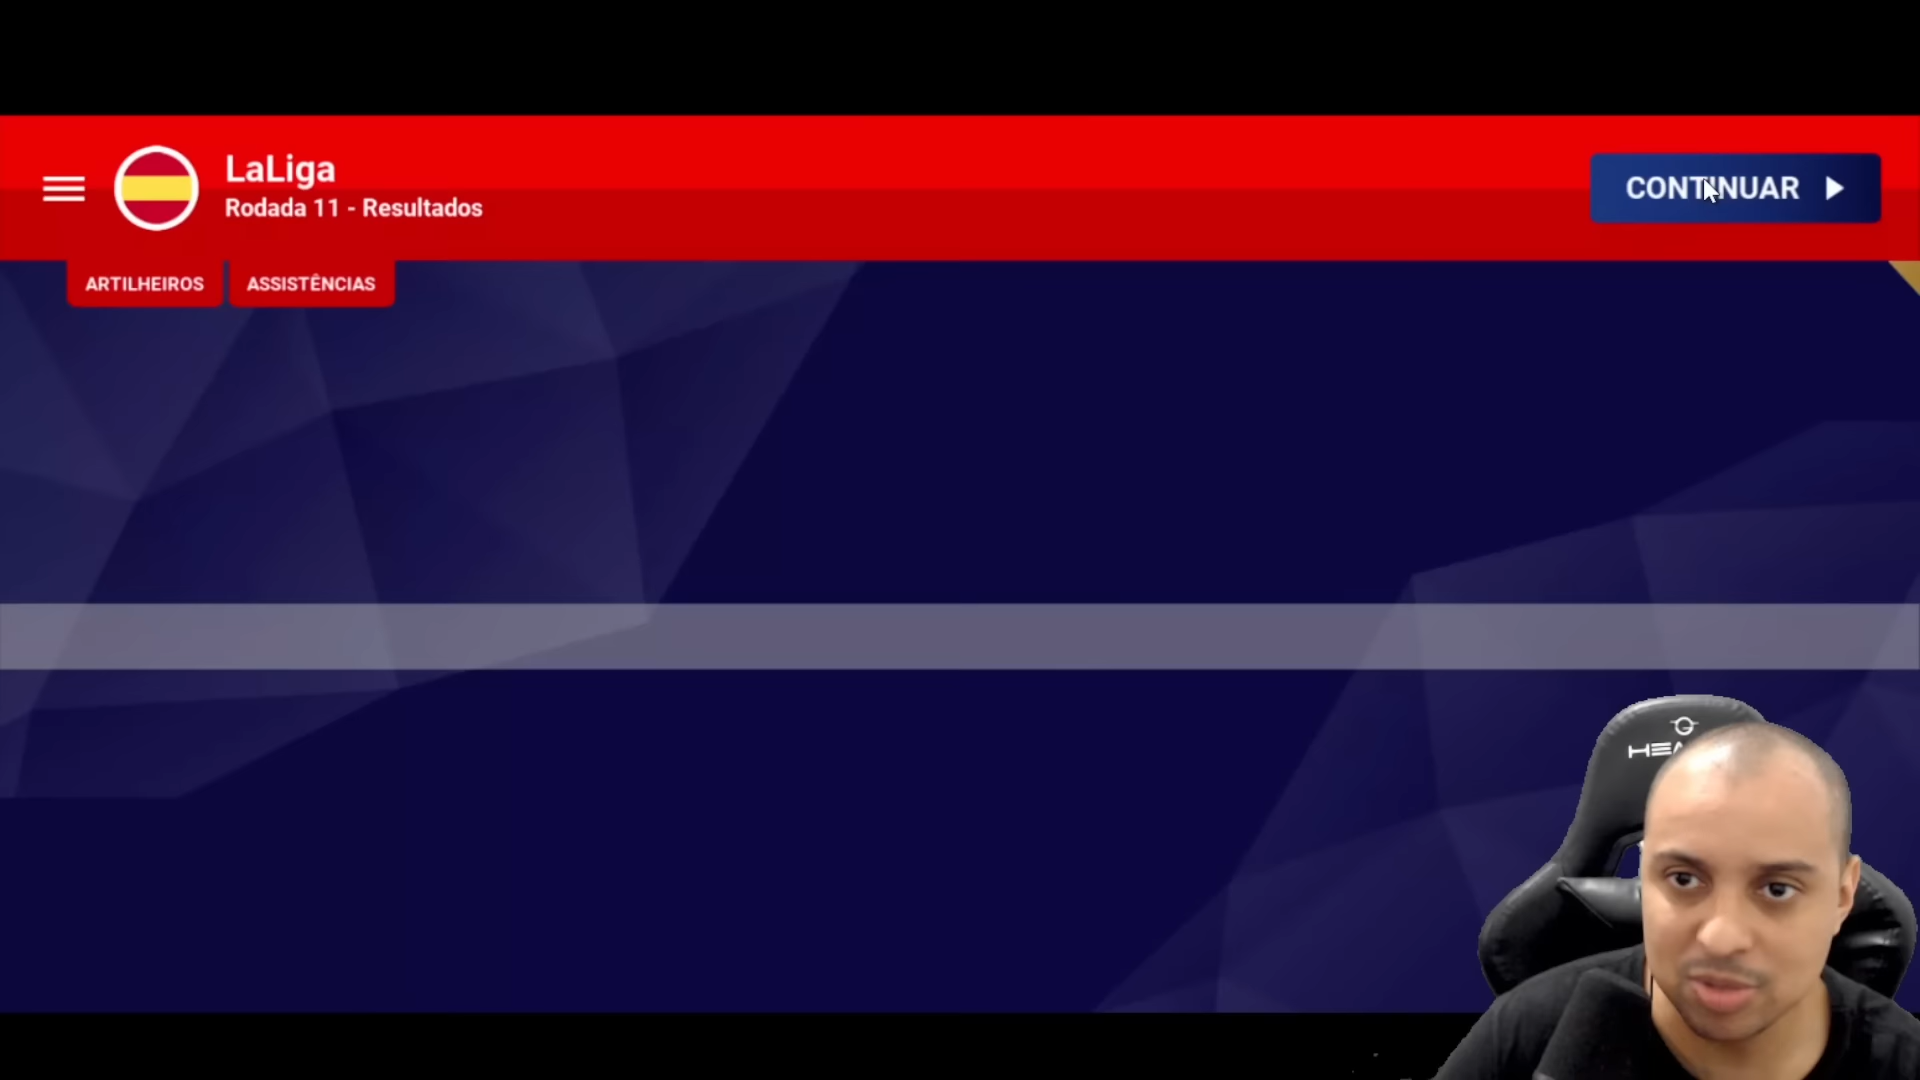 LaLiga
Rodada 11 - Resultados
CONTINUAR
ARTILHEIROS
ASSISTÊNCIAS